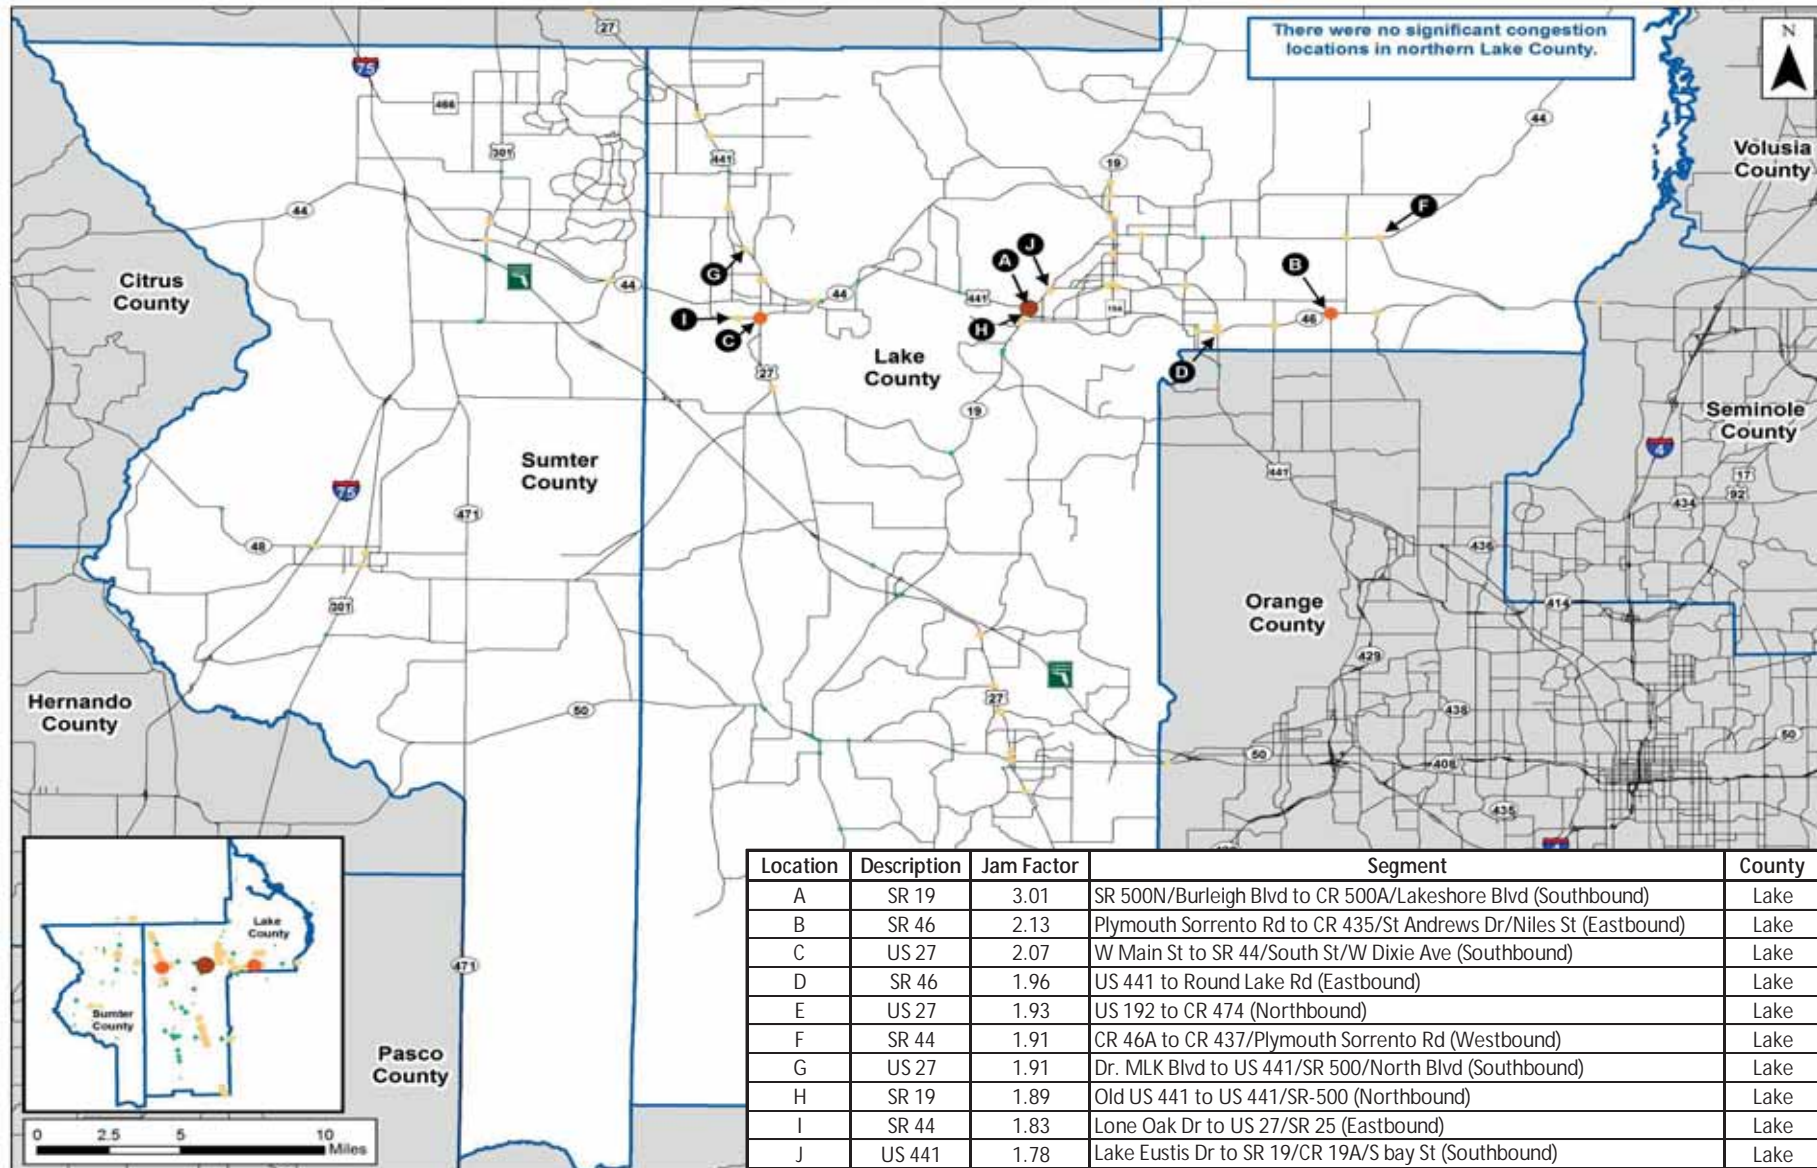 There were no significant congestion
locations in northern Lake County.
N
27
75
466
44
301
441
19
Volusia
County
44
F
Citrus
County
J
A
B
G
44
44
441
I
C
H
46
D
Lake
County
27
19
Seminole
County
4
Sumter
County
441
17
92
434
75
471
48
436
301
Orange
County
414
429
Hernando
County
27
50
438
50
50
408
435
471
Pasco
County
Lake
County
Sumter
County
0 2.5 5 10
Miles
Location Description Jam Factor Segment County
A SR 19 3.01 SR 500N/Burleigh Blvd to CR 500A/Lakeshore Blvd (Southbound) Lake
B SR 46 2.13 Plymouth Sorrento Rd to CR 435/St Andrews Dr/Niles St (Eastbound) Lake
C US 27 2.07 W Main St to SR 44/South St/W Dixie Ave (Southbound) Lake
D SR 46 1.96 US 441 to Round Lake Rd (Eastbound) Lake
E US 27 1.93 US 192 to CR 474 (Northbound) Lake
F SR 44 1.91 CR 46A to CR 437/Plymouth Sorrento Rd (Westbound) Lake
G US 27 1.91 Dr. MLK Blvd to US 441/SR 500/North Blvd (Southbound) Lake
H SR 19 1.89 Old US 441 to US 441/SR-500 (Northbound) Lake
I SR 44 1.83 Lone Oak Dr to US 27/SR 25 (Eastbound) Lake
J US 441 1.78 Lake Eustis Dr to SR 19/CR 19A/S bay St (Southbound) Lake